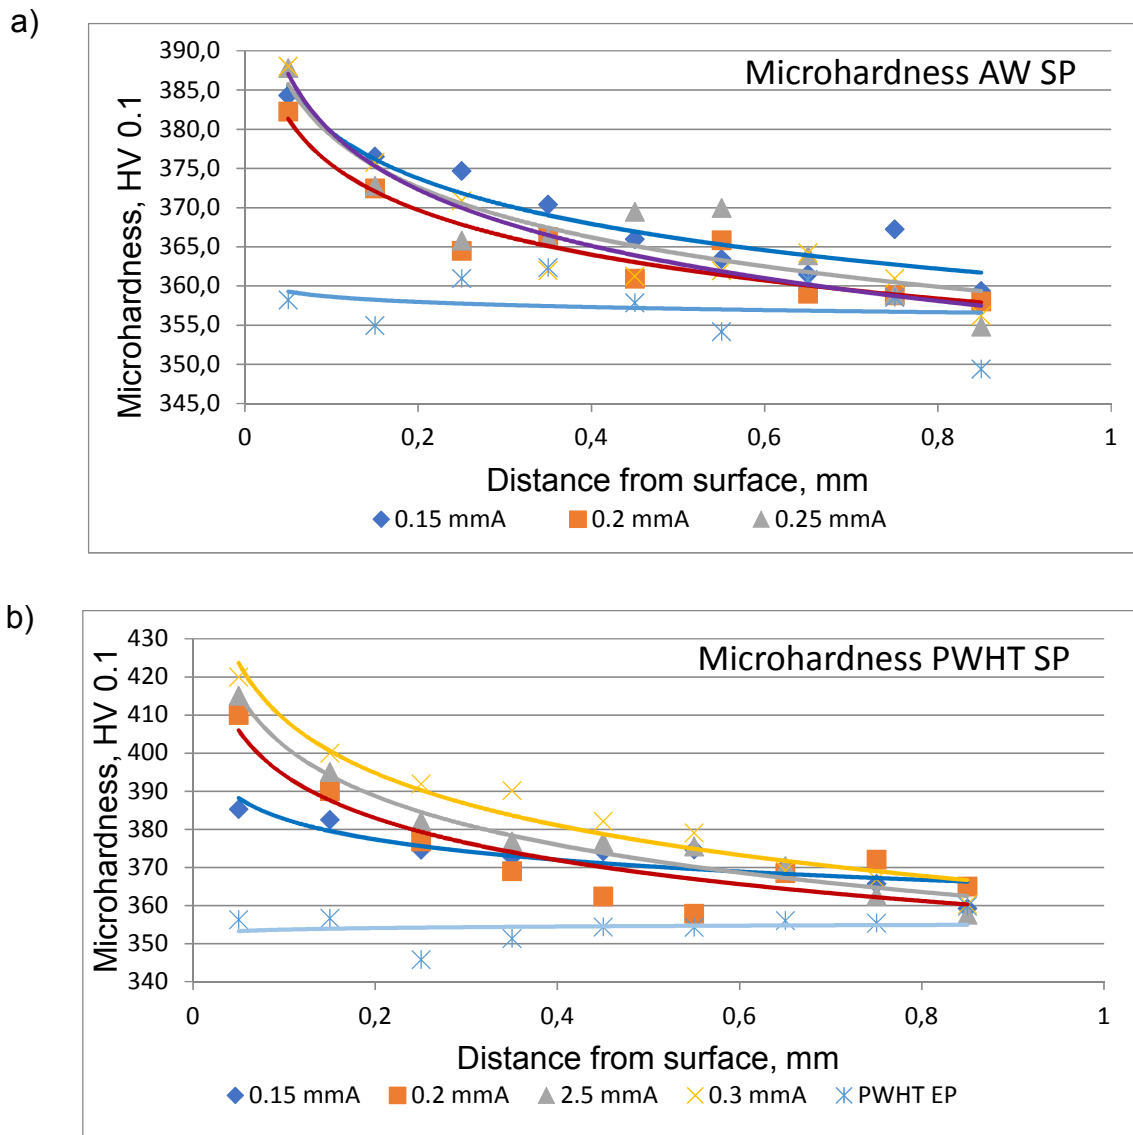 a)
Microhardness AW SP
Microhardness, HV 0.1
390,0
385,0
380,0
375,0
370,0
365,0
360,0
355,0
350,0
345,0
0 0,2 0,4 0,6 0,8 1
Distance from surface, mm
0.15 mmA 0.2 mmA 0.25 mmA
b)
Microhardness PWHT SP
Microhardness, HV 0.1
430
420
410
400
390
380
370
360
350
340
0 0,2 0,4 0,6 0,8 1
Distance from surface, mm
0.15 mmA 0.2 mmA 2.5 mmA 0.3 mmA PWHT EP